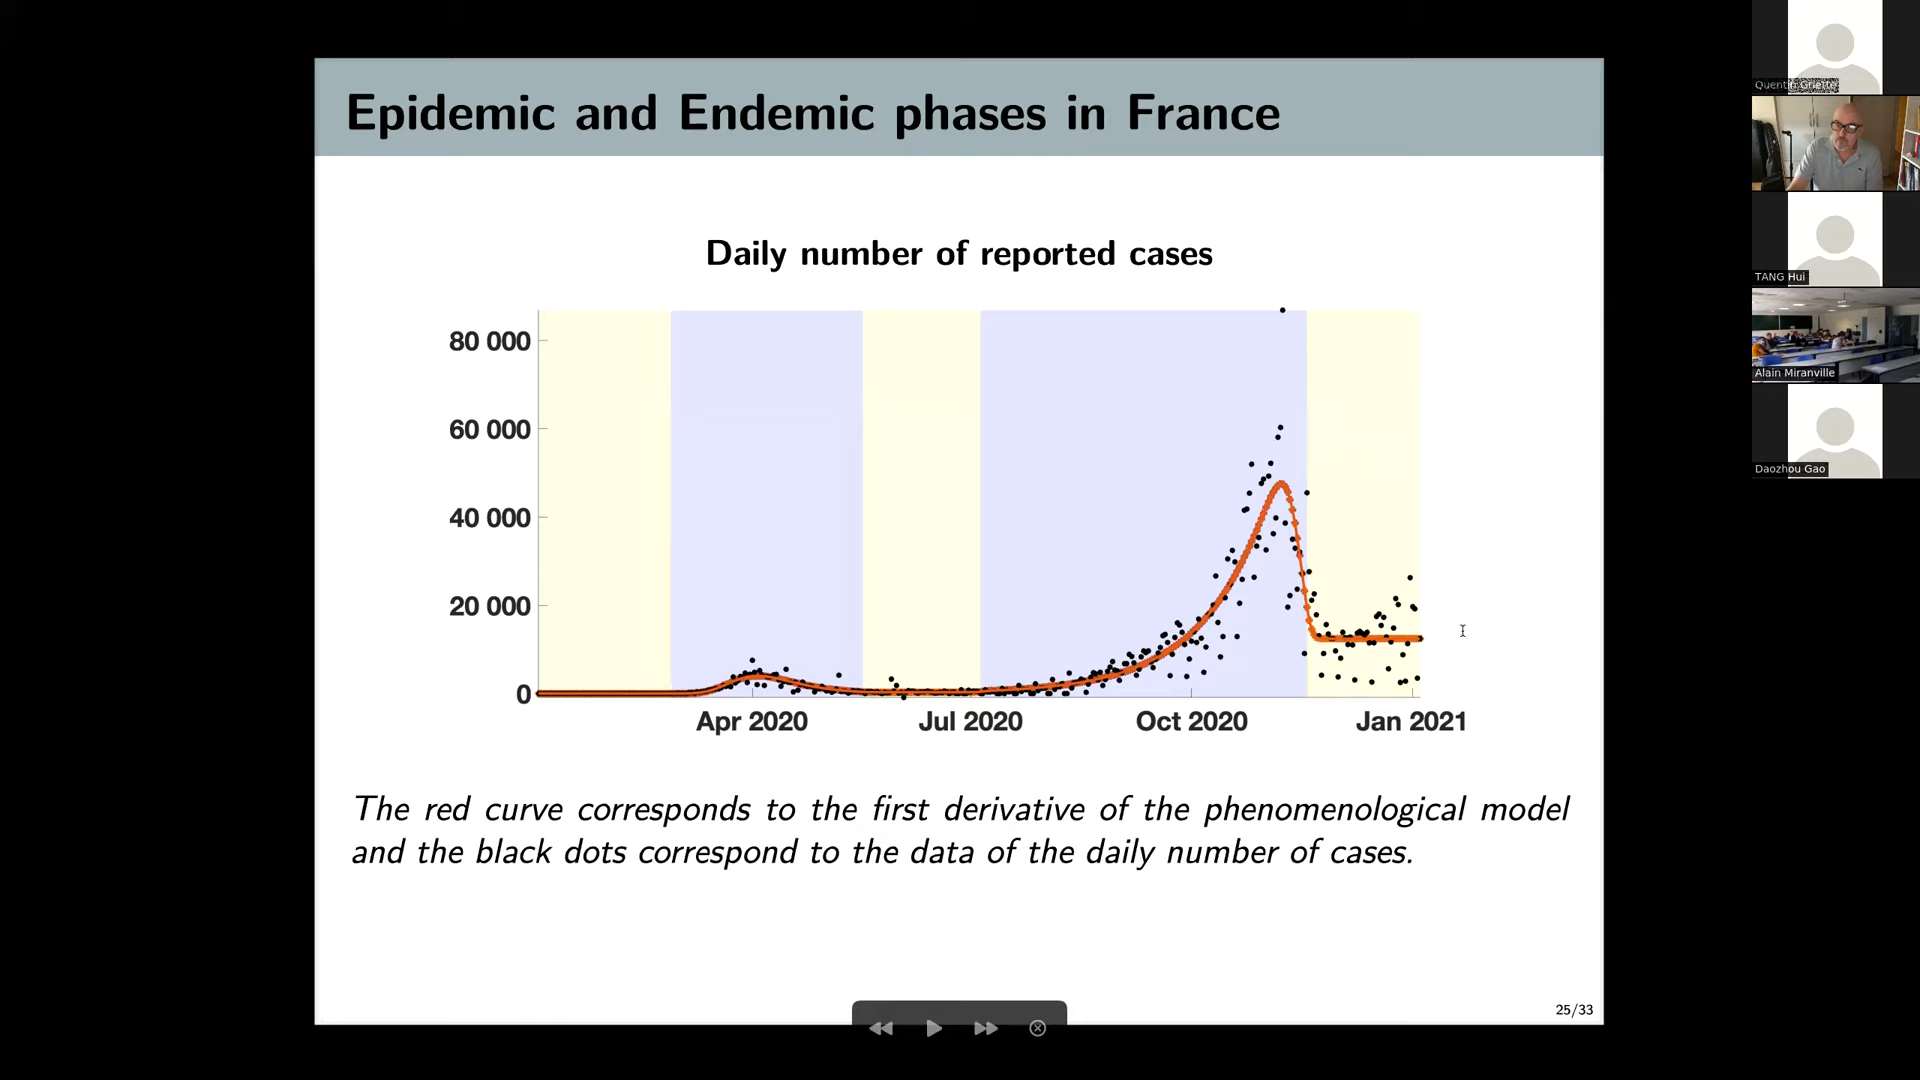 Epidemic and Endemic phases in France
Daily number of reported cases
80 000
60 000
40 000
20 000
0
Apr 2020
Jul 2020
Oct 2020
Jan 2021
The red curve corresponds to the first derivative of the phenomenological model
and the black dots correspond to the data of the daily number of cases.
25/33
Quentin Griette
TANG Hui
Alain Miranville
Daozhou Gao